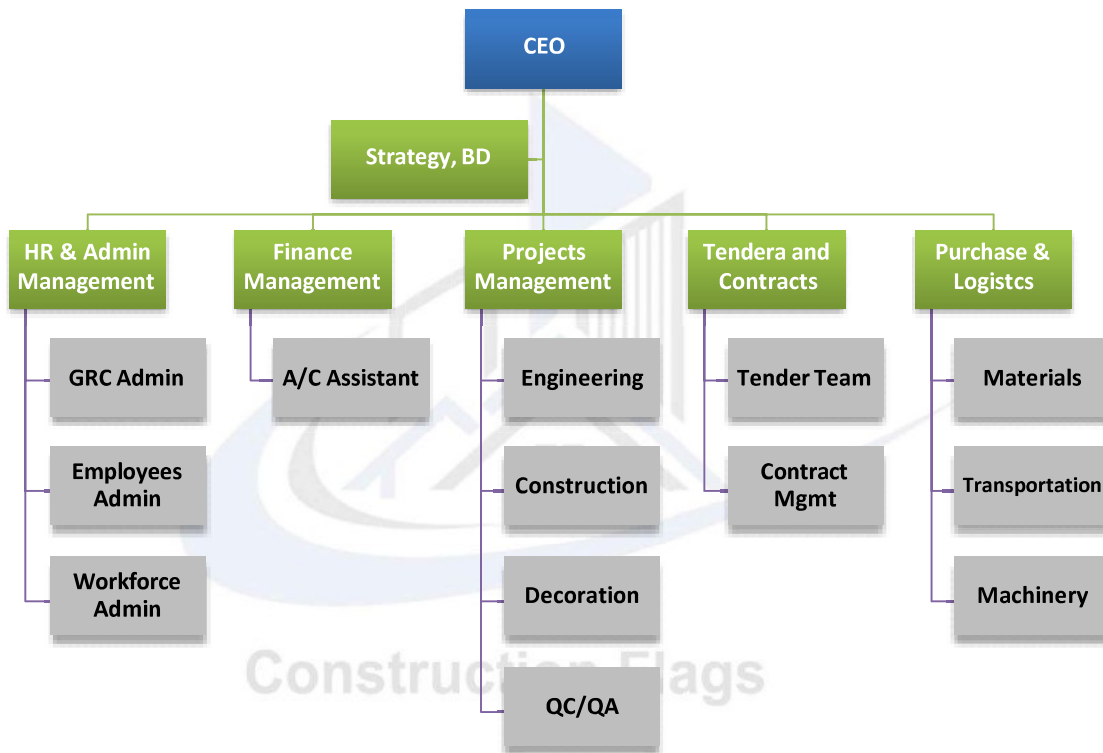 CEO
Strategy, BD
HR & Admin
Management
Finance
Management
Projects
Management
Tendera and
Contracts
Purchase &
Logistcs
GRC Admin
Employees
Admin
Workforce
Admin
A/C Assistant
Engineering
Construction
Decoration
QC/QA
Tender Team
Contract
Mgmt
Materials
Transportation
Machinery
Construction Flags